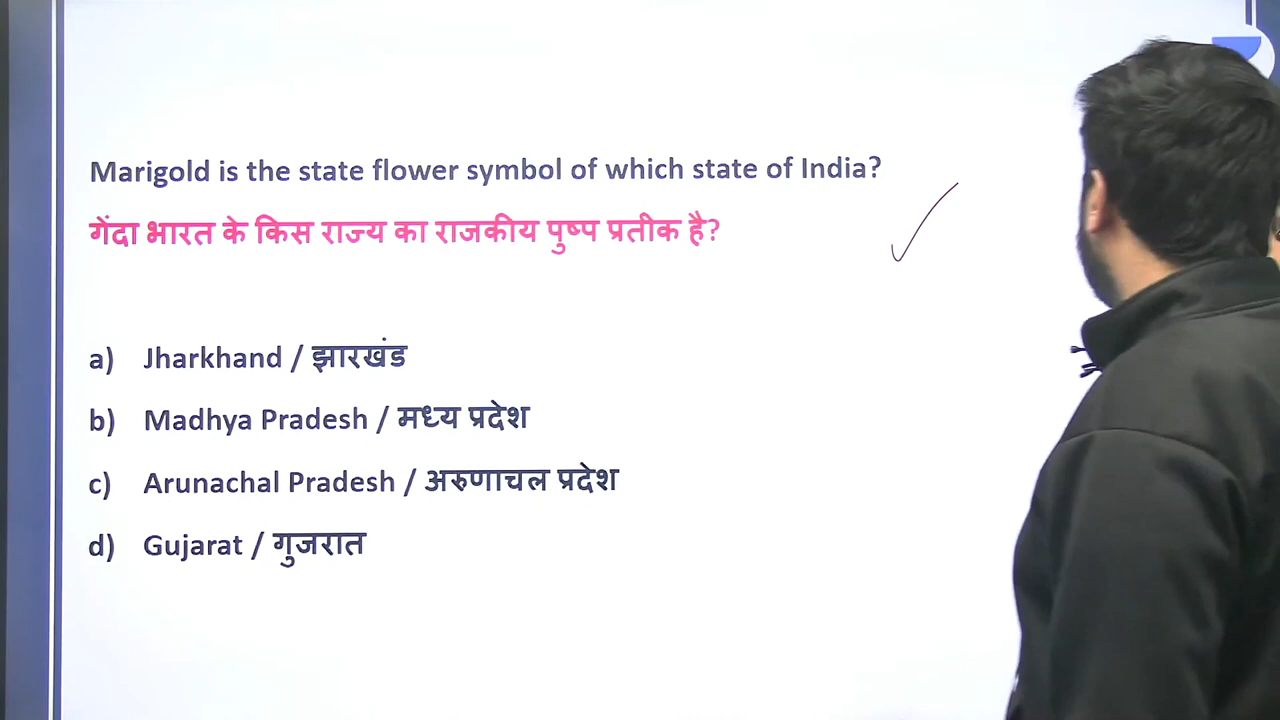 Marigold is the state flower symbol of which state of India?
गेंदा भारत के किस राज्य का राजकीय पुष्प प्रतीक है?
a) Jharkhand / झारखंड
b) Madhya Pradesh / मध्य प्रदेश
c) Arunachal Pradesh / अरुणाचल प्रदेश
d) Gujarat / गुजरात